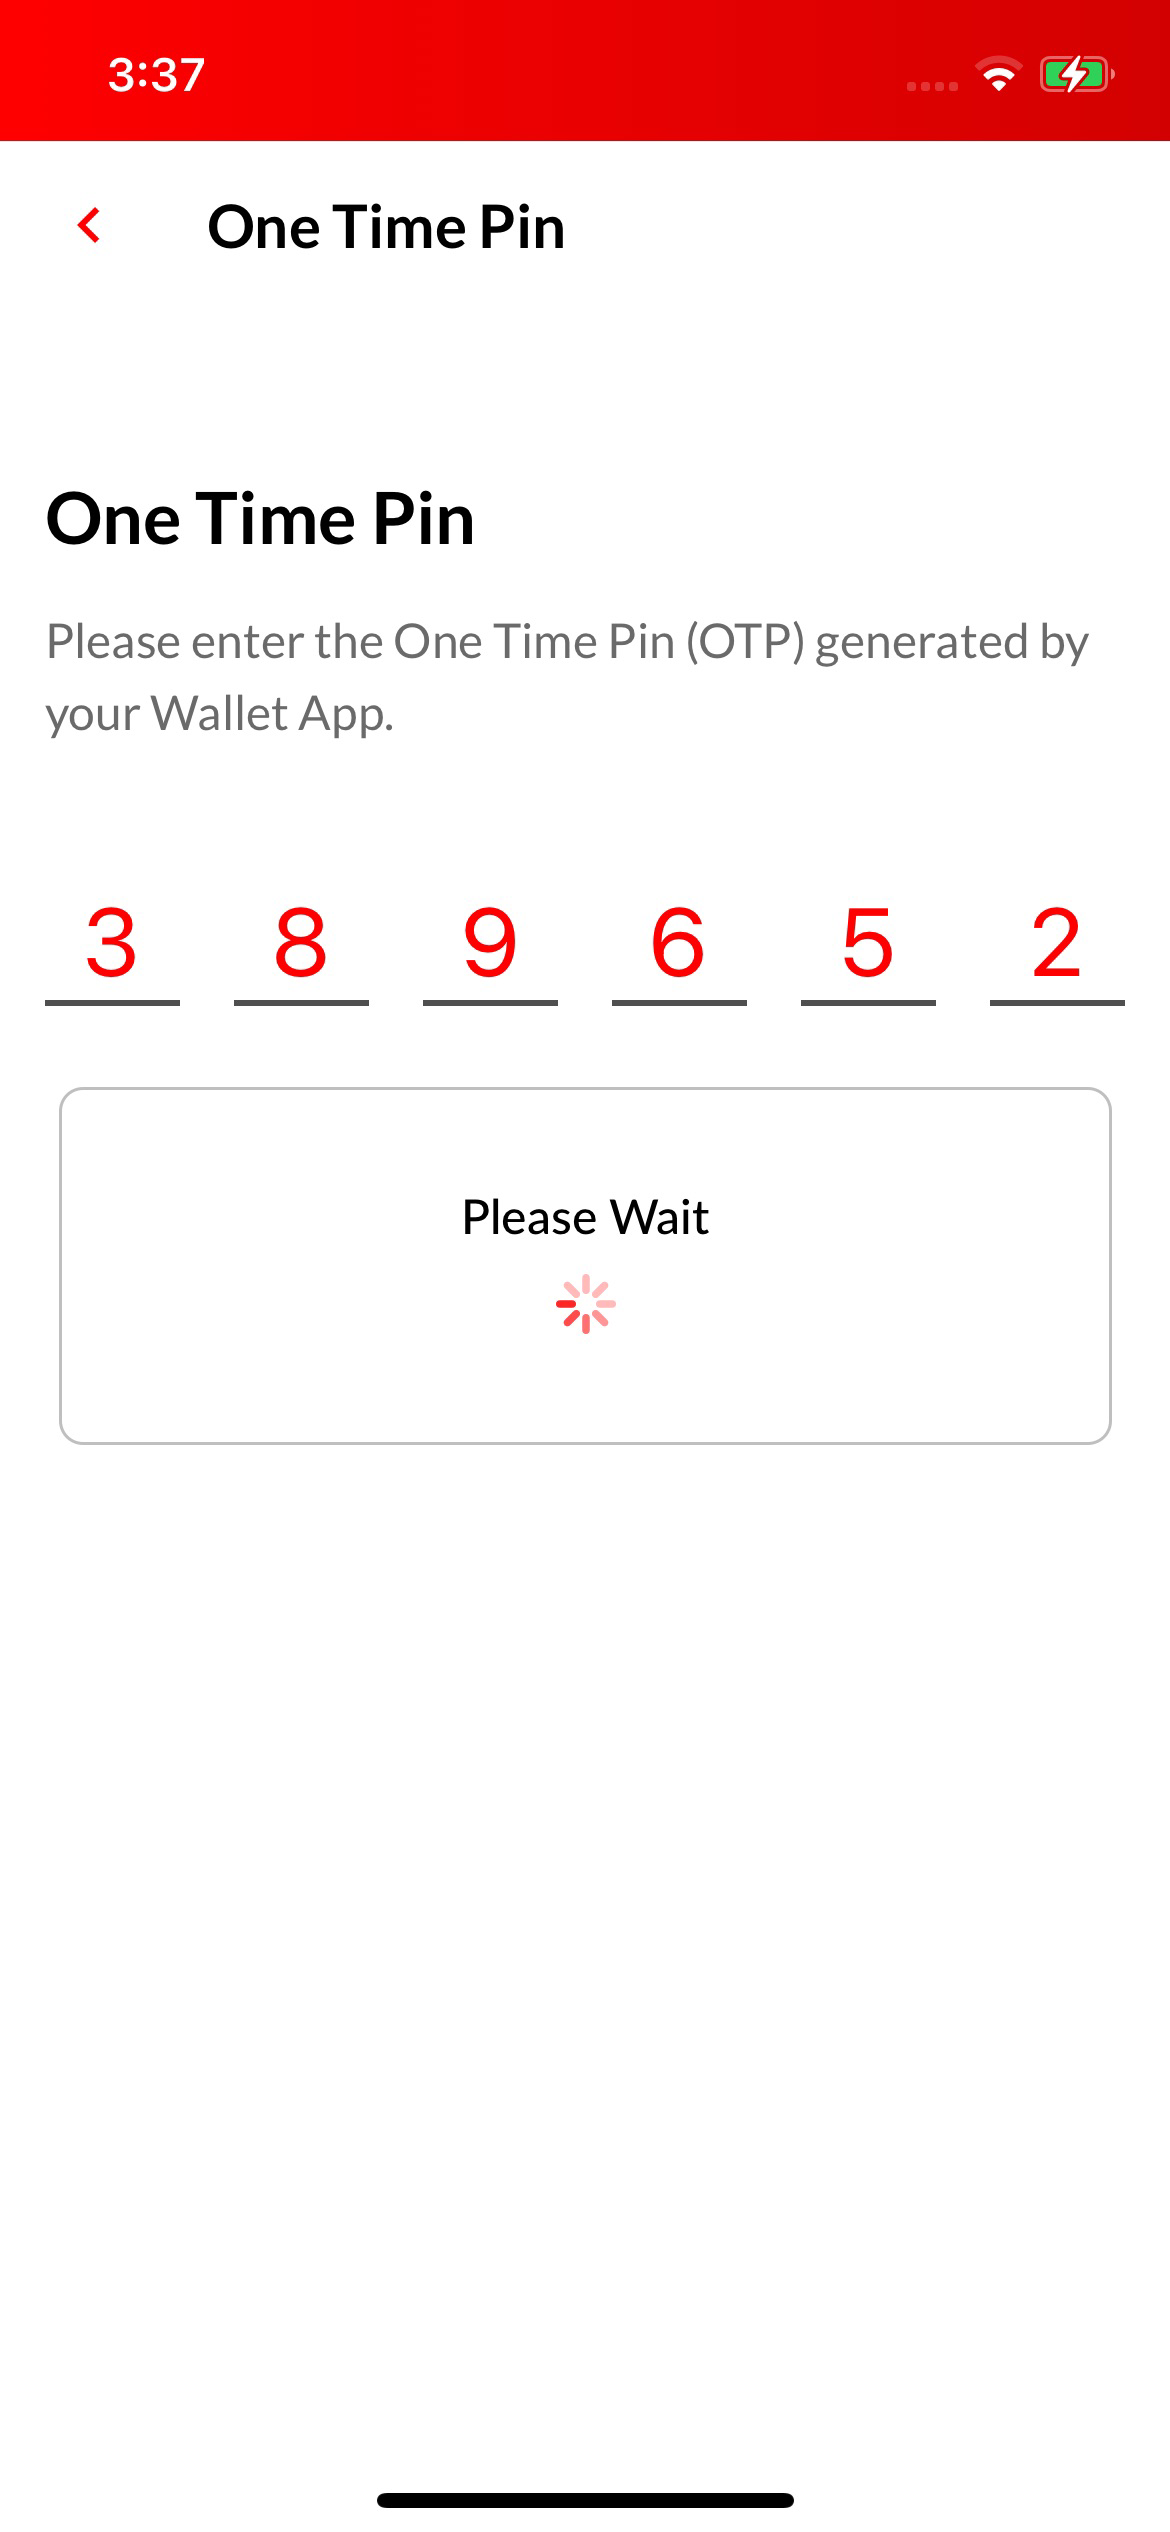 3:37
One Time Pin
One Time Pin
Please enter the One Time Pin (OTP) generated by
your Wallet App.
3 8 9 6 5 2
Please Wait